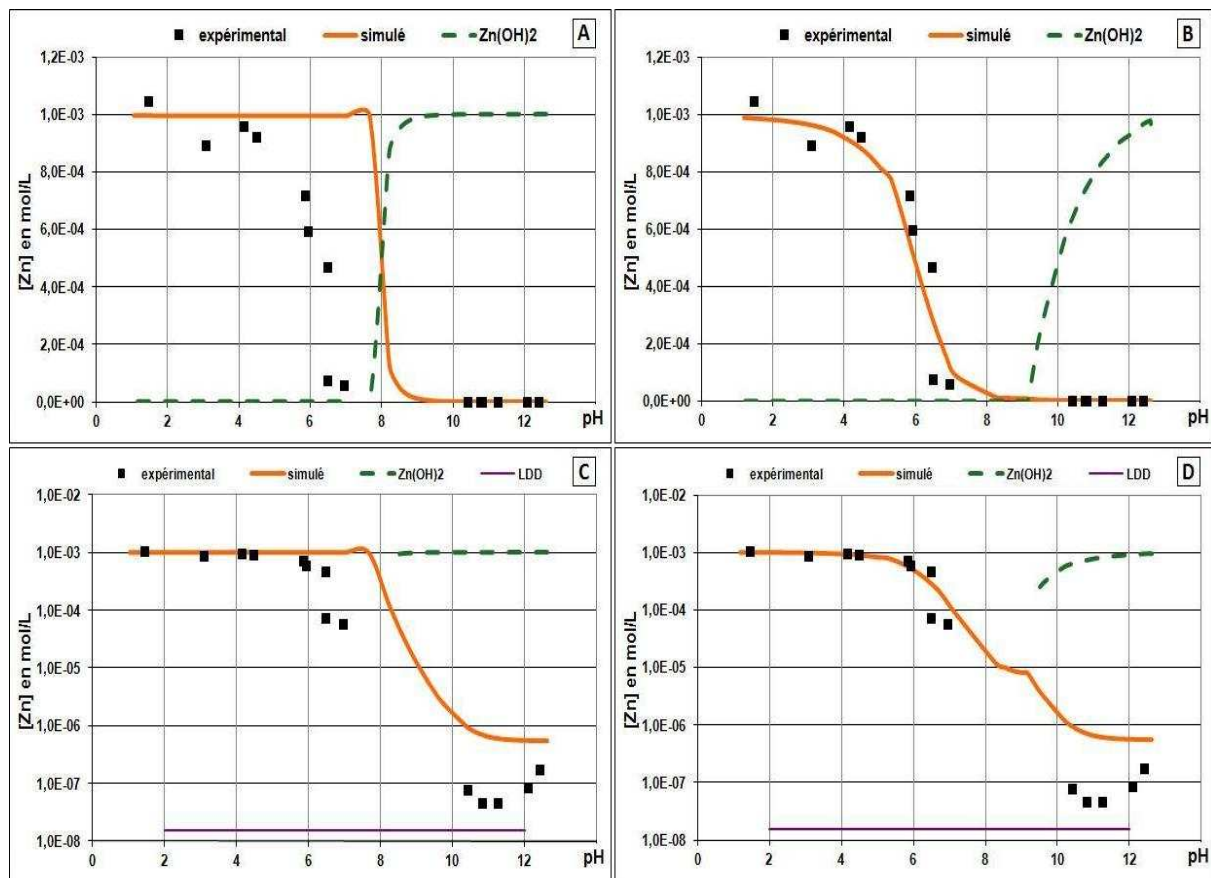 expérimental simulé Zn(OH)2 A
[Zn] en mol/L
1,2E-03
1,0E-03
8,0E-04
6,0E-04
4,0E-04
2,0E-04
0,0E+00
0 2 4 6 8 10 12 pH
expérimental simulé Zn(OH)2 B
[Zn] en mol/L
1,2E-03
1,0E-03
8,0E-04
6,0E-04
4,0E-04
2,0E-04
0,0E+00
0 2 4 6 8 10 12 pH
expérimental simulé Zn(OH)2 LDD C
[Zn] en mol/L
1,0E-02
1,0E-03
1,0E-04
1,0E-05
1,0E-06
1,0E-07
1,0E-08
0 2 4 6 8 10 12 pH
expérimental simulé Zn(OH)2 LDD D
[Zn] en mol/L
1,0E-02
1,0E-03
1,0E-04
1,0E-05
1,0E-06
1,0E-07
1,0E-08
0 2 4 6 8 10 12 pH